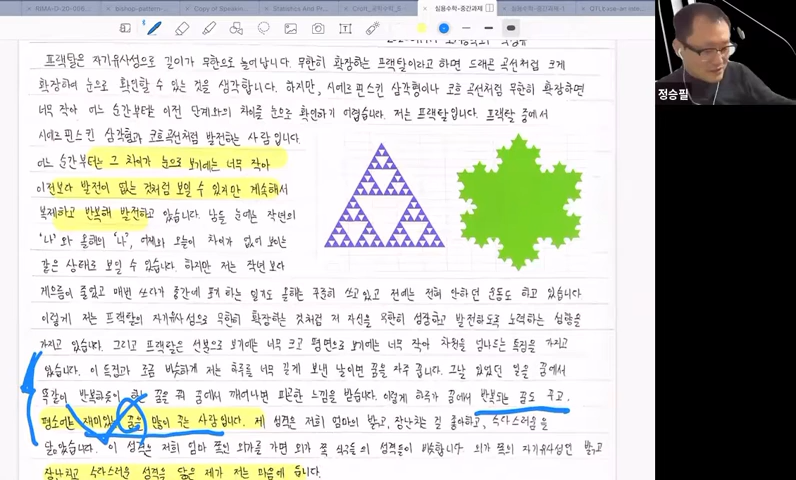 프랙탈은 자기유사성으로 길이가 무한으로 늘어납니다. 무한히 확장하는 프랙탈이라고 하면 드래곤 곡선처럼 크게
확장하여 눈으로 확인할 수 있는 것을 생각합니다. 하지만, 시에르핀스킨 삼각형이나 코흐 곡선처럼 무한히 확장하면
너무 작아 어느 순간부터는 이전 단계와의 차이를 눈으로 확인하기 어렵습니다. 저는 프랙탈입니다. 프랙탈 중에서
시에르핀스킨 삼각형과 코흐곡선처럼 발전하는 사람입니다.
어느 순간부터는 그 차이가 눈으로 보기에는 너무 작아
이전보다 발전이 없는 것처럼 보일 수 있지만 계속해서
복제하고 반복해 발전하고 있습니다. 남들 눈에는 작년의
'나'와 올해의 '나', 어제와 오늘이 차이가 없어 보이는
같은 상태로 보일 수 있습니다. 하지만 저는 작년보다
게으름이 줄었고 매번 쓰다가 중간에 포기하는 일기도 올해는 꾸준히 쓰고 있고 전에는 전혀 안하던 운동도 하고 있습니다
이렇게 저는 프랙탈이 자기유사성으로 무한히 확장하는 것처럼 저 자신을 무한히 성장하고 발전하도록 노력하는 성향을
가지고 있습니다. 그리고 프랙탈은 선분으로 보기에는 너무 크고 평면으로 보기에는 너무 작아 차원을 넘나드는 특징을 가지고
있습니다. 이 특징과 조금 비슷하게 저는 하루를 너무 길게 보낸 날이면 꿈을 자주 꿉니다. 그날 있었던 일을 꿈에서
똑같이 반복하듯이 하는 꿈을 꿔 꿈에서 깨어나면 피곤한 느낌을 받습니다. 이렇게 하루가 꿈에서 반복되는 꿈도 꾸고,
평소에는 재미있는 꿈을 많이 꾸는 사람입니다. 제 성격은 저희 엄마의 밝고, 장난치는 걸 좋아하고, 수다스러움을
닮았습니다. 이 성격은 저희 엄마 쪽인 외가를 가면 외가 쪽 식구들의 성격들이 비슷합니다. 외가 쪽의 자기유사성인 밝고
장난치고 수다스러운 성격을 닮은 제가 저는 마음에 듭니다.
정승필